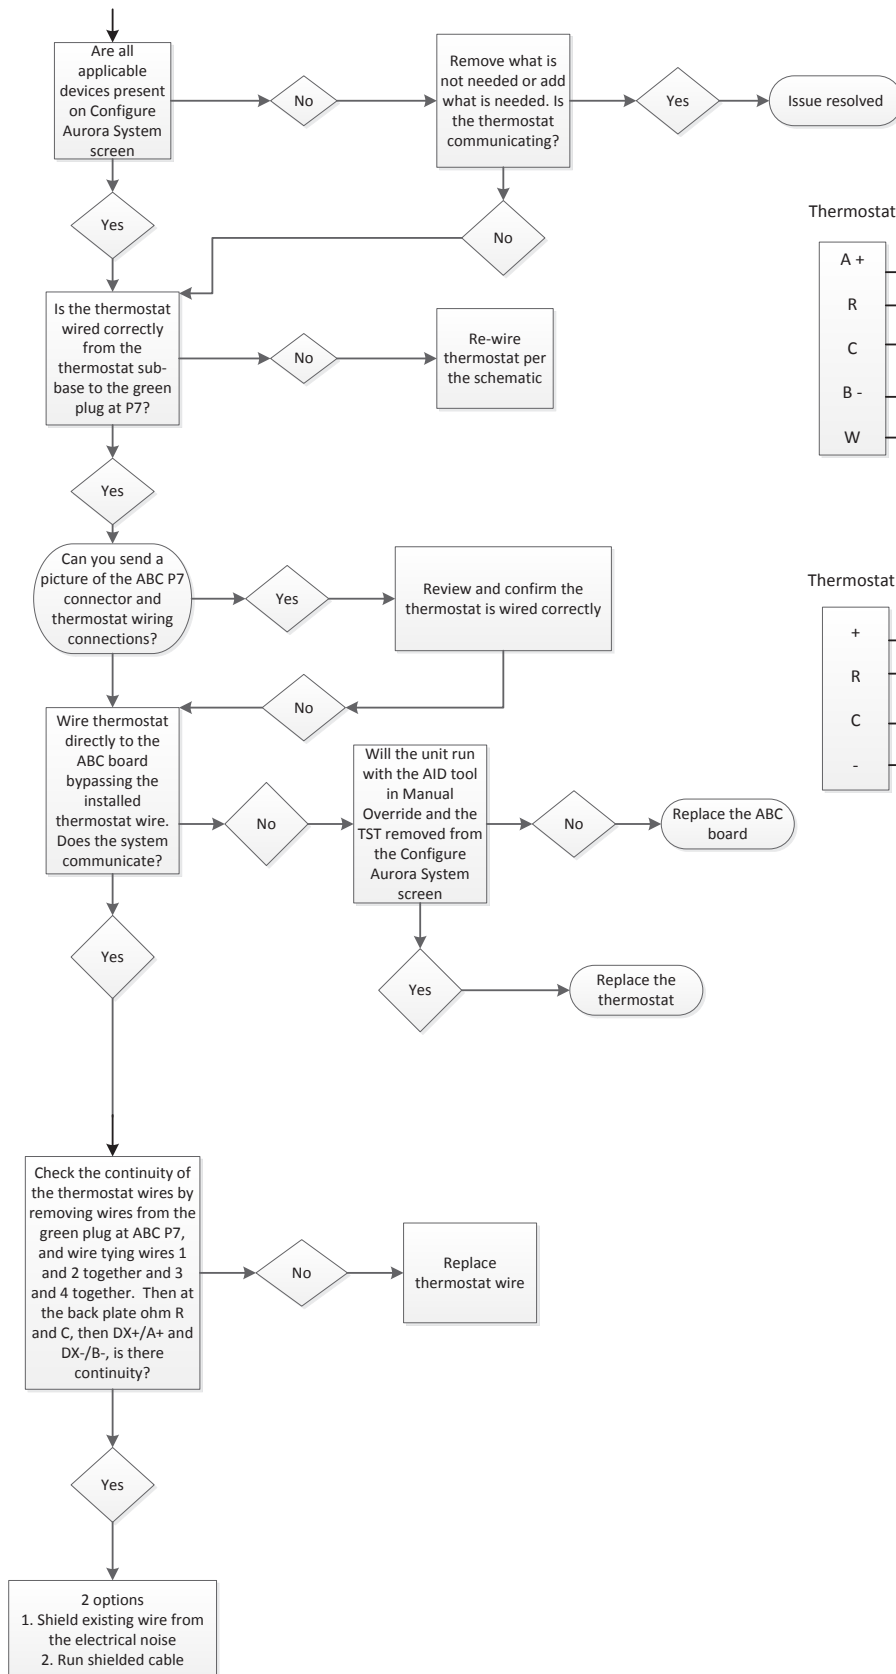 Are all
applicable
devices present
on Configure
Aurora System
screen
No
Remove what is
not needed or add
what is needed. Is
the thermostat
communicating?
Yes
Issue resolved
Yes
No
Is the thermostat
wired correctly
from the
thermostat sub-
base to the green
plug at P7?
No
Re-wire
thermostat per
the schematic
Yes
Can you send a
picture of the ABC P7
connector and
thermostat wiring
connections?
Yes
Review and confirm the
thermostat is wired correctly
No
Wire thermostat
directly to the
ABC board
bypassing the
installed
thermostat wire.
Does the system
communicate?
No
Will the unit run
with the AID tool
in Manual
Override and the
TST removed from
the Configure
Aurora System
screen
No
Replace the ABC
board
Yes
Yes
Replace the
thermostat
Check the continuity of
the thermostat wires by
removing wires from the
green plug at ABC P7,
and wire tying wires 1
and 2 together and 3
and 4 together. Then at
the back plate ohm R
and C, then DX+/A+ and
DX-/B-, is there
continuity?
No
Replace
thermostat wire
Yes
2 options
1. Shield existing wire from
the electrical noise
2. Run shielded cable
Thermostat
A +
R
C
B -
W
Thermostat
+
R
C
-